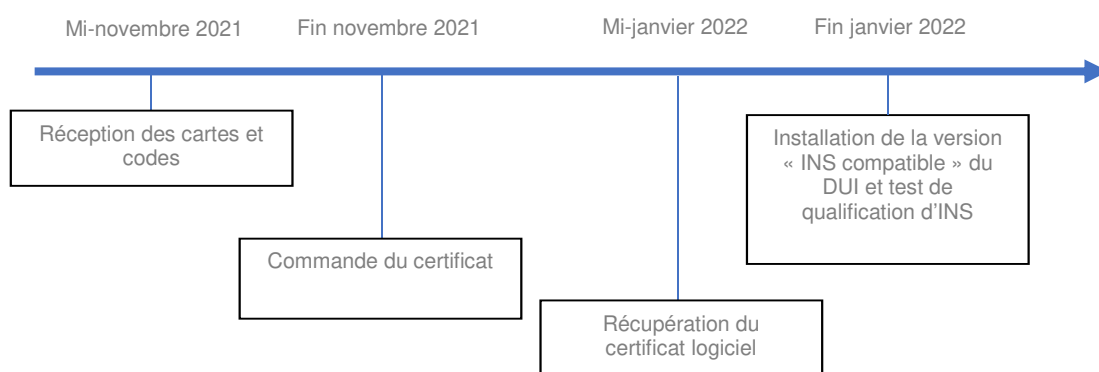 Mi-novembre 2021
Fin novembre 2021
Mi-janvier 2022
Fin janvier 2022
Réception des cartes et
codes
Commande du certificat
Récupération du
certificat logiciel
Installation de la version
« INS compatible » du
DUI et test de
qualification d'INS